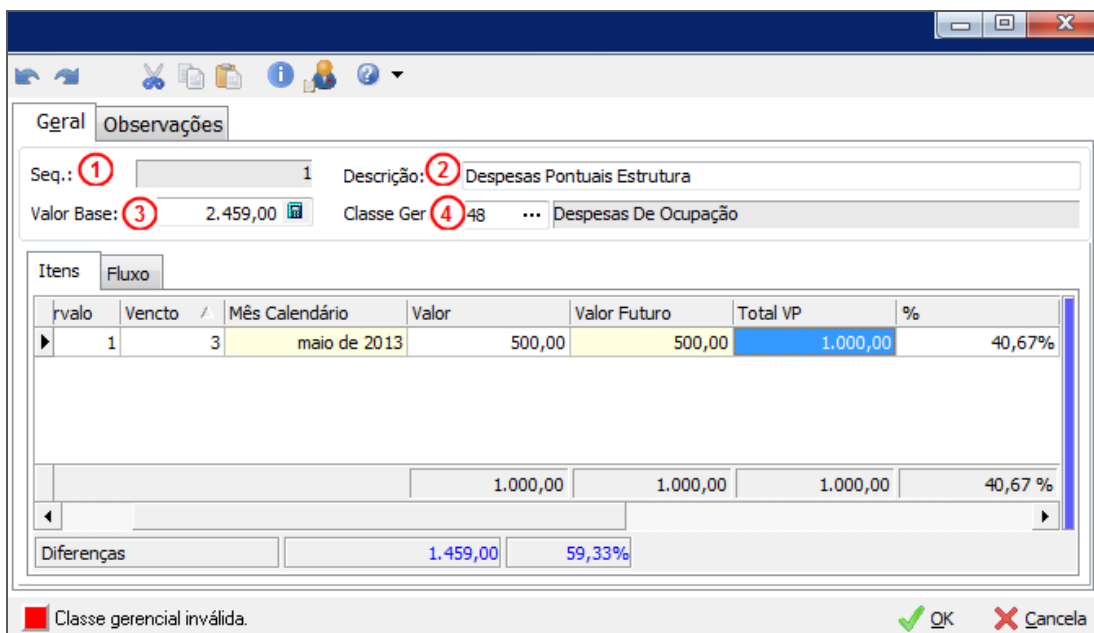 Geral Observações
Seq.: 1 1 Descrição: 2 Despesas Pontuais Estrutura
Valor Base: 3 2.459,00 Classe Ger 4 48 ... Despesas De Ocupação
Itens Fluxo
rvalo Vencto Mês Calendário Valor Valor Futuro Total VP %
1 3 maio de 2013 500,00 500,00 1.000,00 40,67%
1.000,00 1.000,00 1.000,00 40,67 %
Diferenças 1.459,00 59,33%
Classe gerencial inválida. OK Cancela